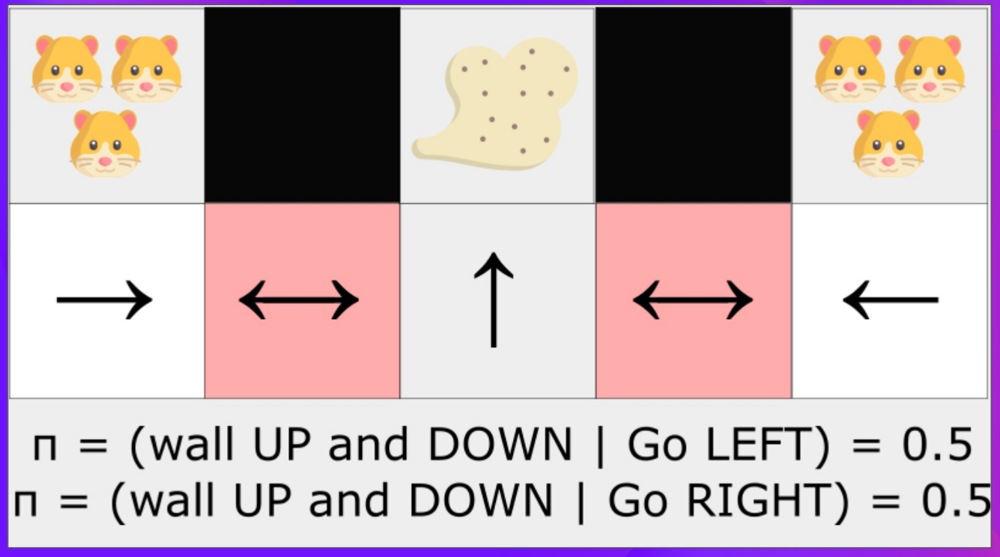 π = (wall UP and DOWN | Go LEFT) = 0.5
π = (wall UP and DOWN | Go RIGHT) = 0.5